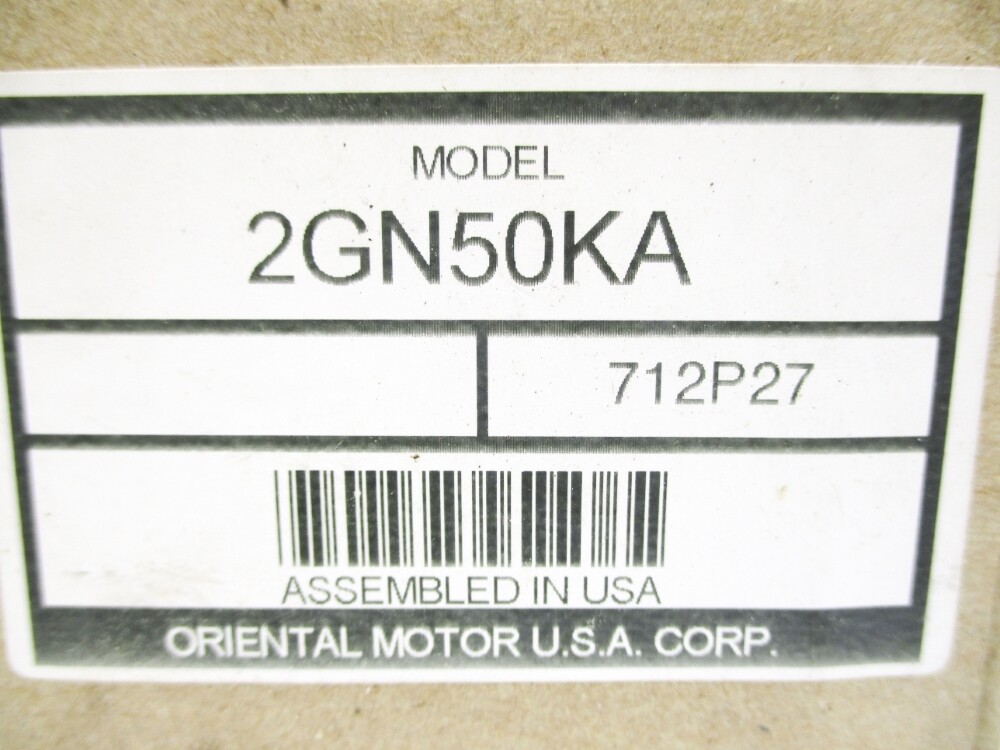 MODEL
2GN50KA
712P27
ASSEMBLED IN USA
ORIENTAL MOTOR U.S.A. CORP.